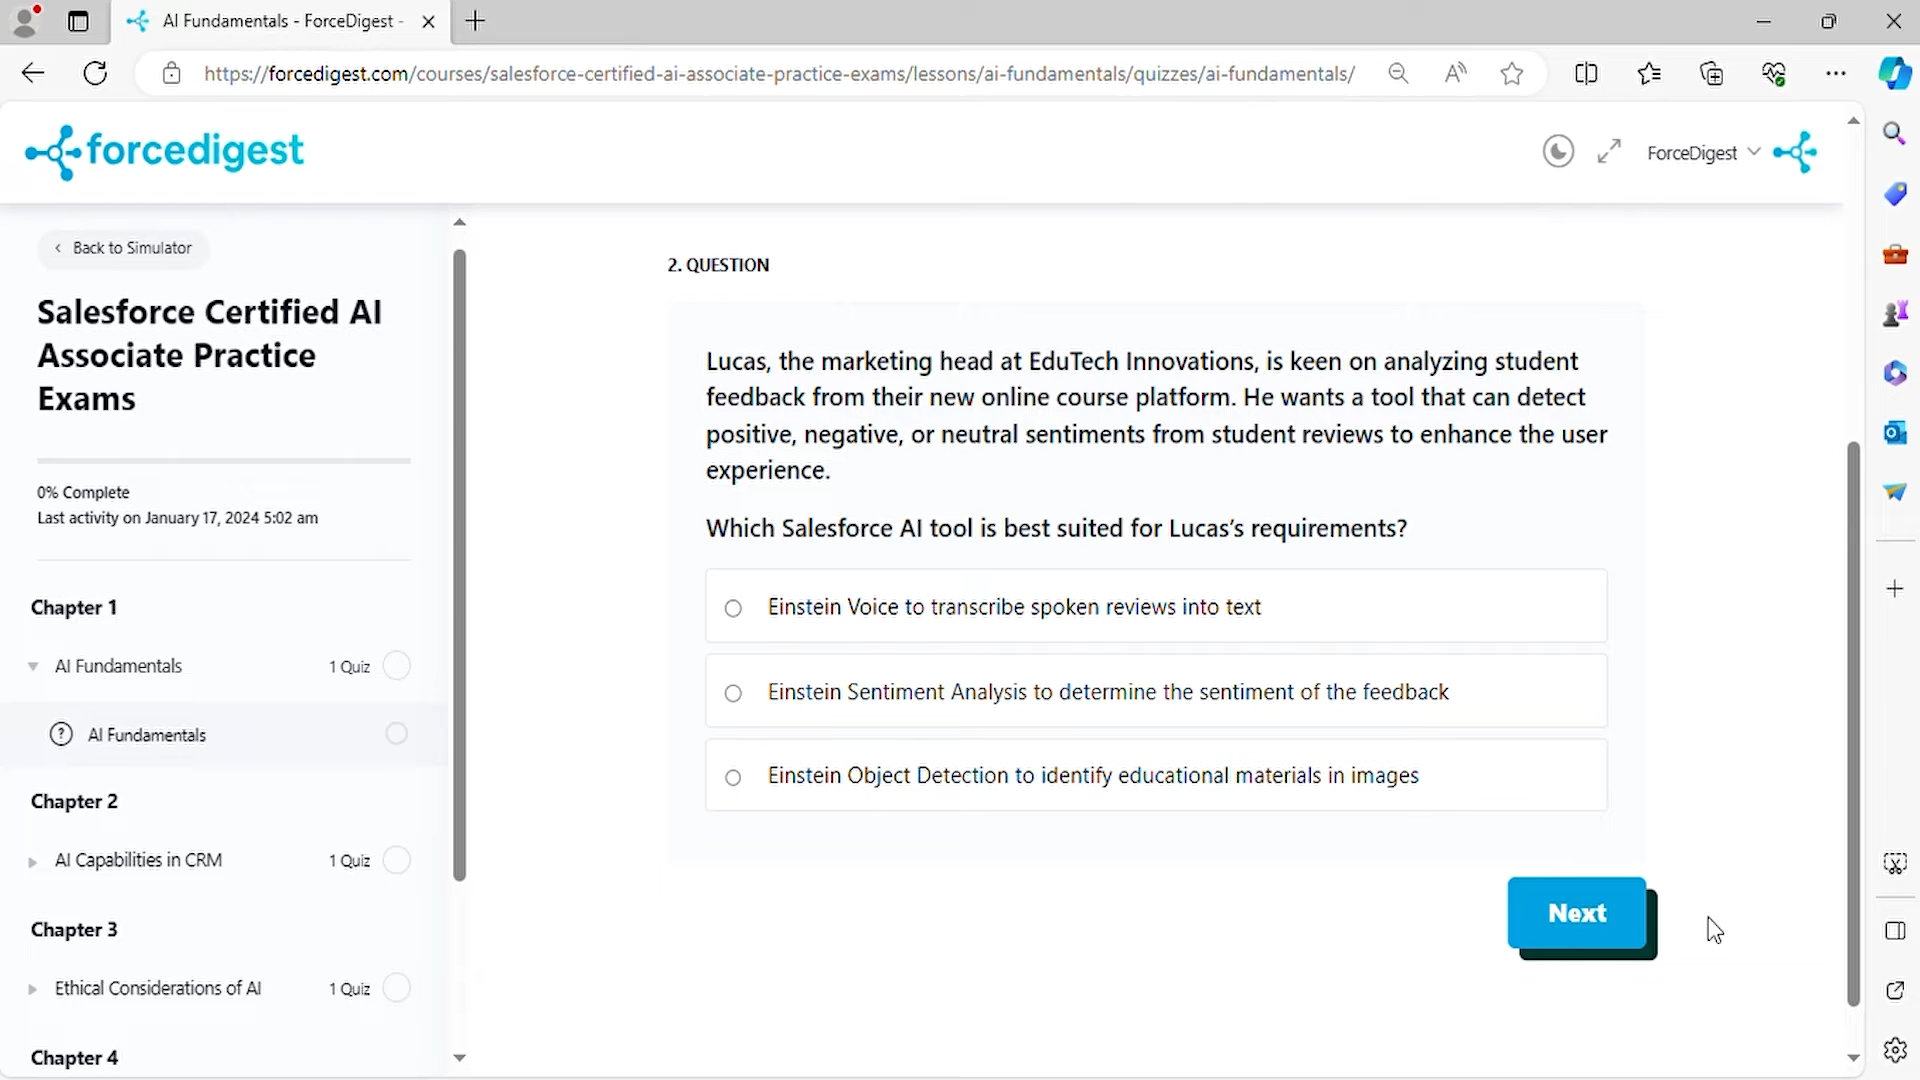 AI Fundamentals - ForceDigest -
https://forcedigest.com/courses/salesforce-certified-ai-associate-practice-exams/lessons/ai-fundamentals/quizzes/ai-fundamentals/
forcedigest
ForceDigest
Back to Simulator
Salesforce Certified AI
Associate Practice
Exams
0% Complete
Last activity on January 17, 2024 5:02 am
Chapter 1
AI Fundamentals 1 Quiz
AI Fundamentals
Chapter 2
AI Capabilities in CRM 1 Quiz
Chapter 3
Ethical Considerations of AI 1 Quiz
Chapter 4
2. QUESTION
Lucas, the marketing head at EduTech Innovations, is keen on analyzing student
feedback from their new online course platform. He wants a tool that can detect
positive, negative, or neutral sentiments from student reviews to enhance the user
experience.
Which Salesforce AI tool is best suited for Lucas's requirements?
Einstein Voice to transcribe spoken reviews into text
Einstein Sentiment Analysis to determine the sentiment of the feedback
Einstein Object Detection to identify educational materials in images
Next